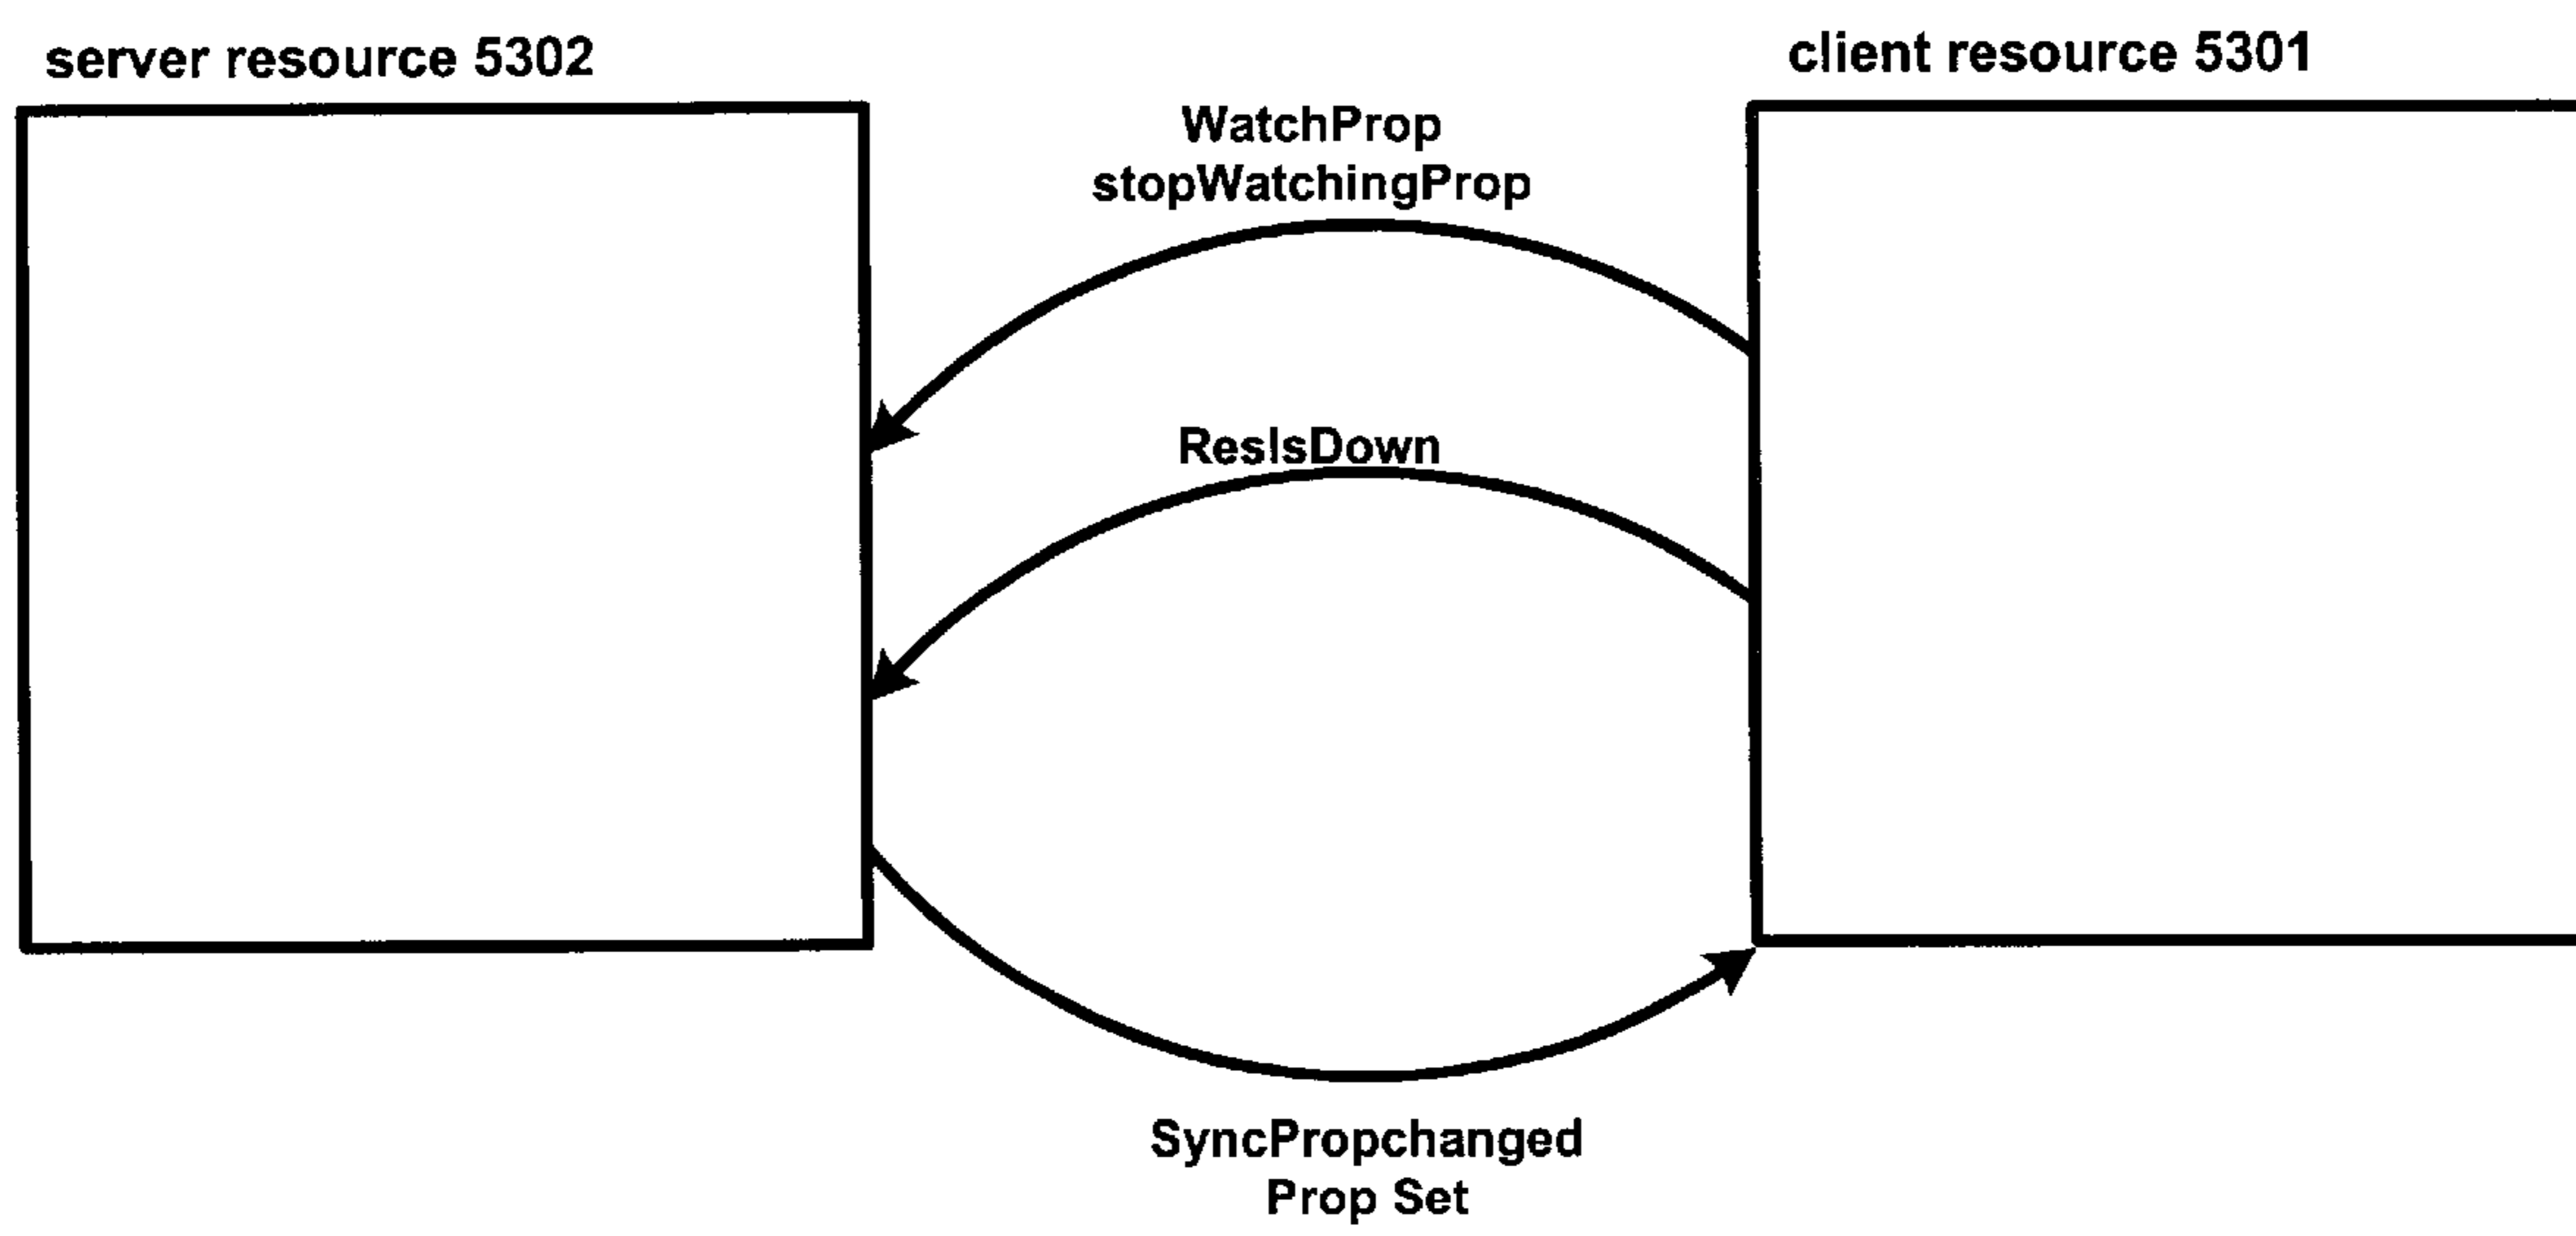 server resource 5302
client resource 5301
WatchProp
stopWatchingProp
ResIsDown
SyncPropchanged
Prop Set